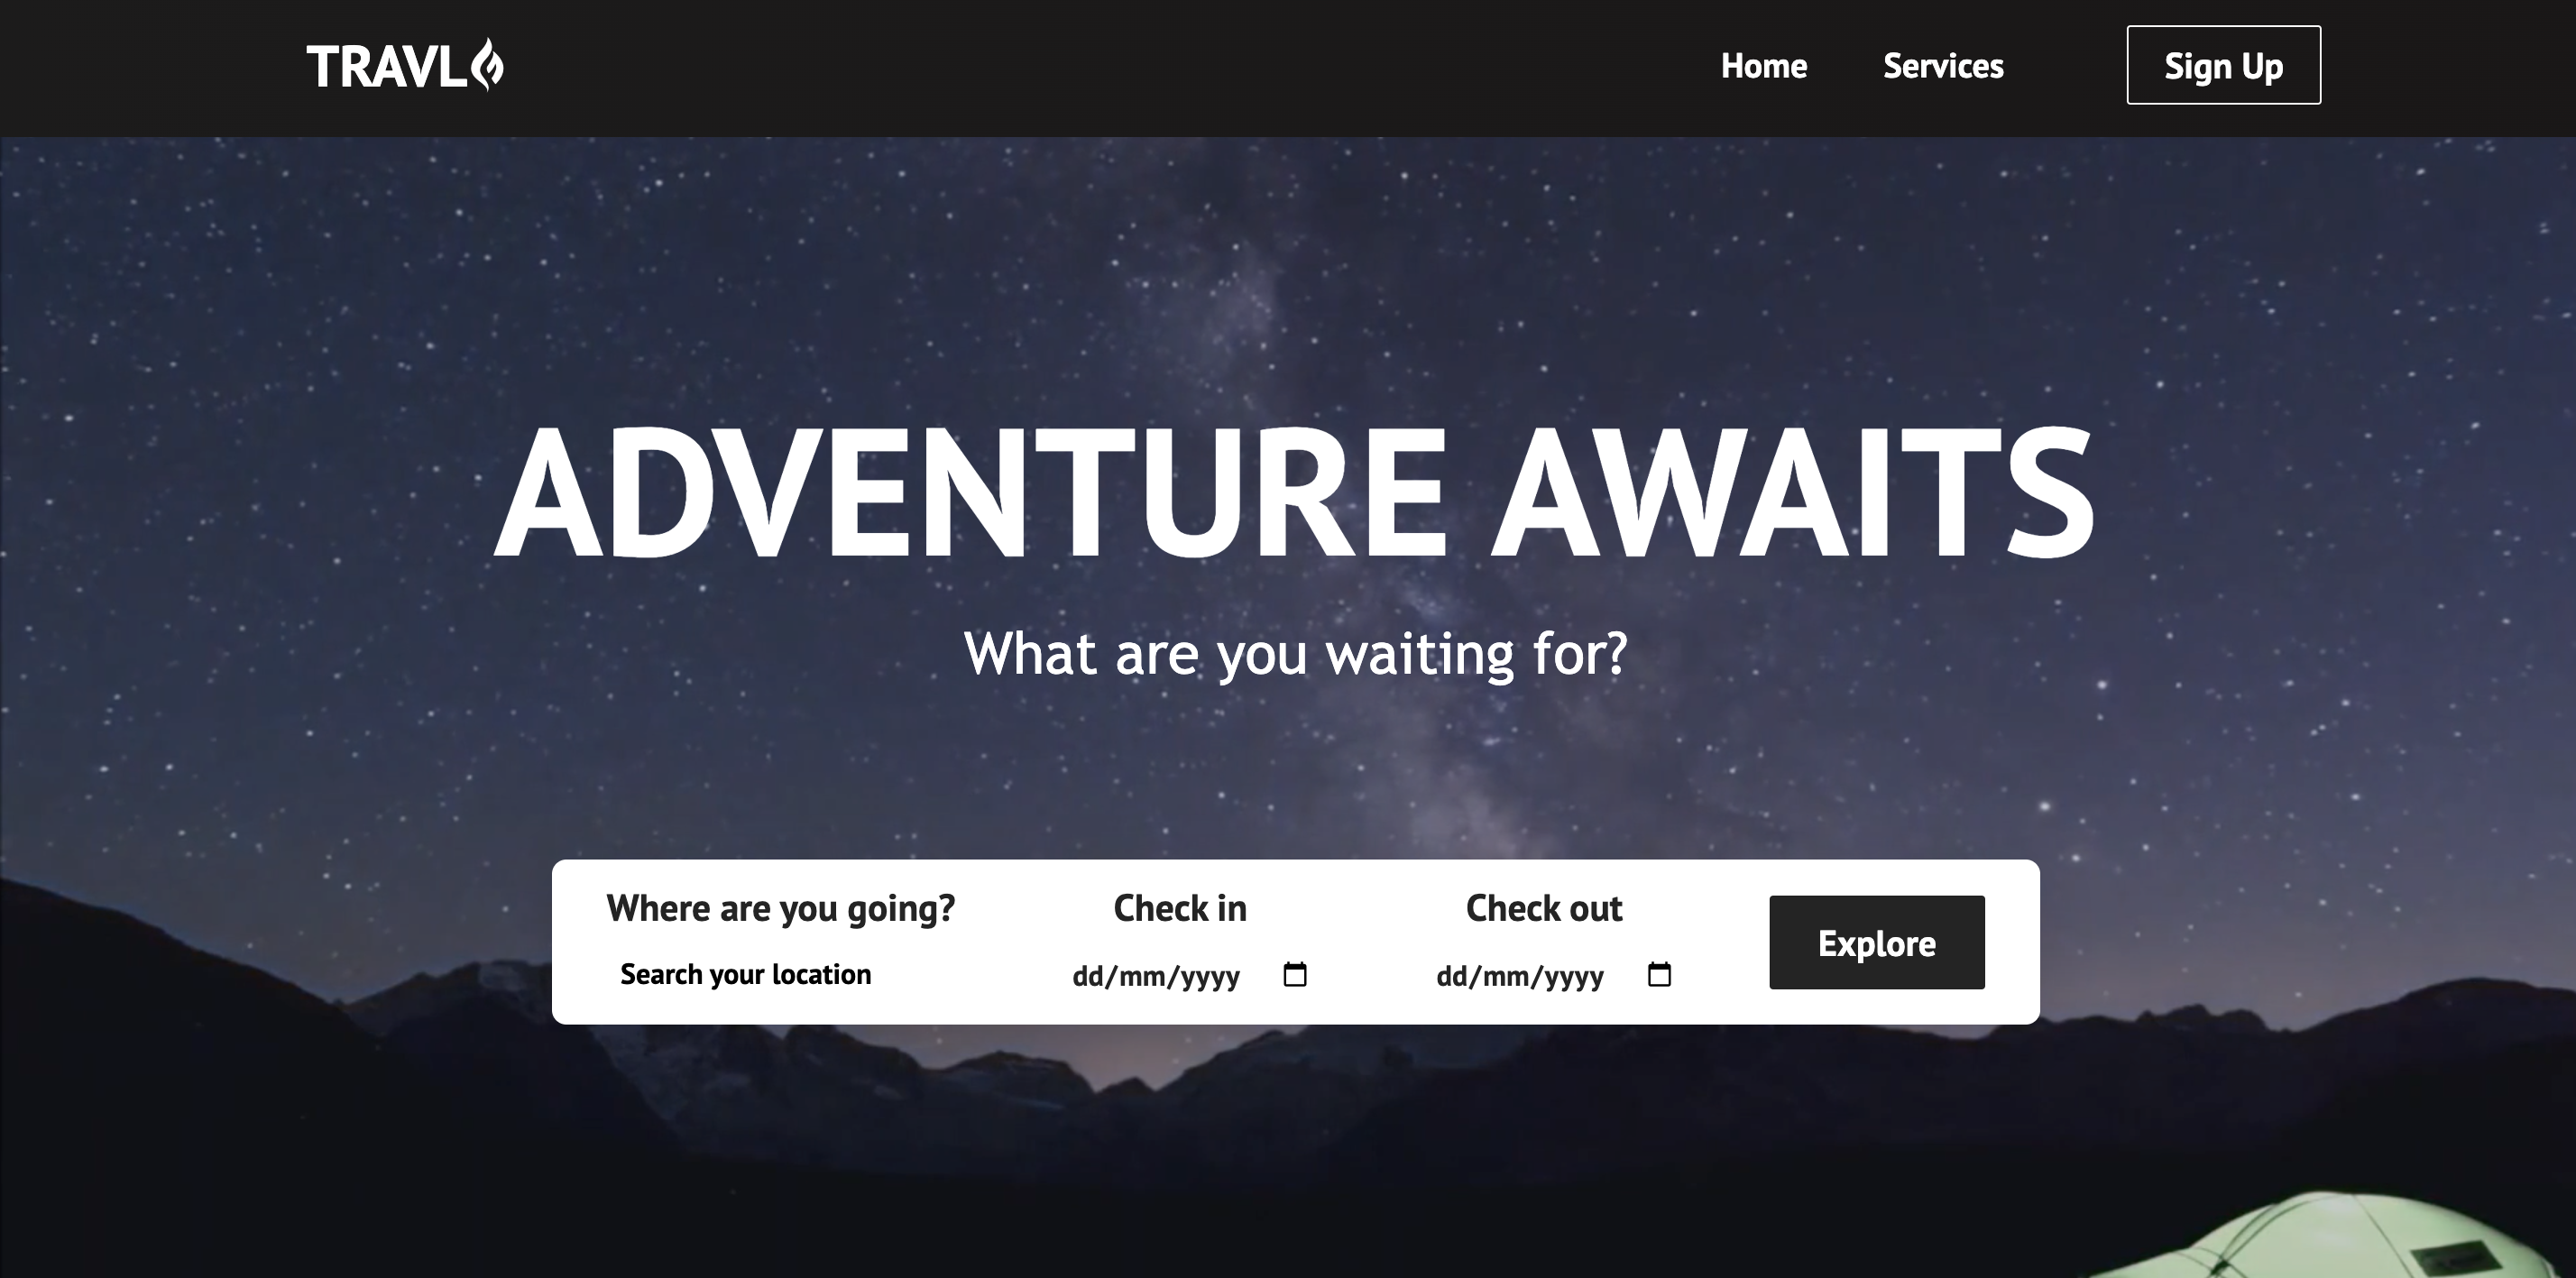 TRAVL
Home
Services
Sign Up
ADVENTURE AWAITS
What are you waiting for?
Where are you going?
Check in
Check out
Explore
Search your location
dd/mm/yyyy
dd/mm/yyyy